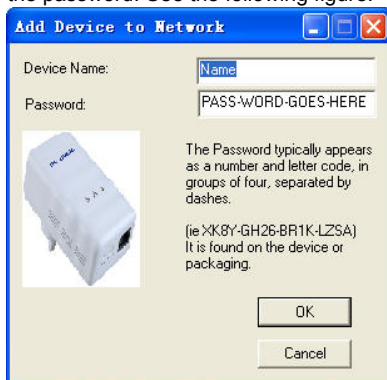 the password. Use the following figure.
Add Device to Network
Device Name:
Name
Password:
PASS-WORD-GOES-HERE
The Password typically appears
as a number and letter code, in
groups of four, separated by
dashes.
(ie XK8Y-GH26-BR1K-LZSA)
It is found on the device or
packaging.
OK
Cancel